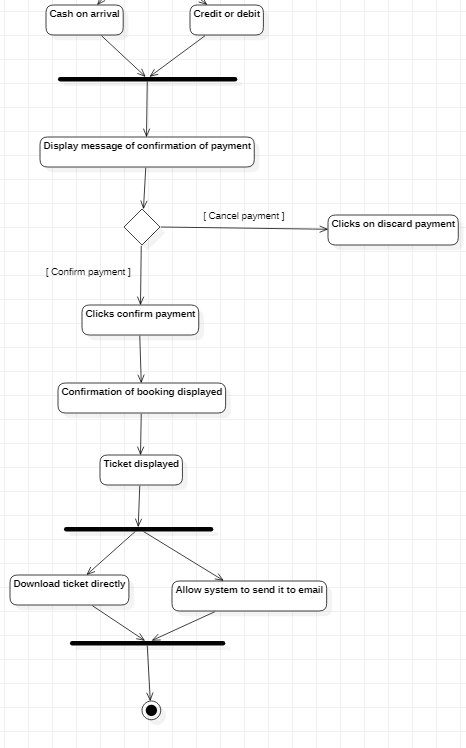 Cash on arrival
Credit or debit
Display message of confirmation of payment
[ Cancel payment ]
Clicks on discard payment
[ Confirm payment ]
Clicks confirm payment
Confirmation of booking displayed
Ticket displayed
Download ticket directly
Allow system to send it to email